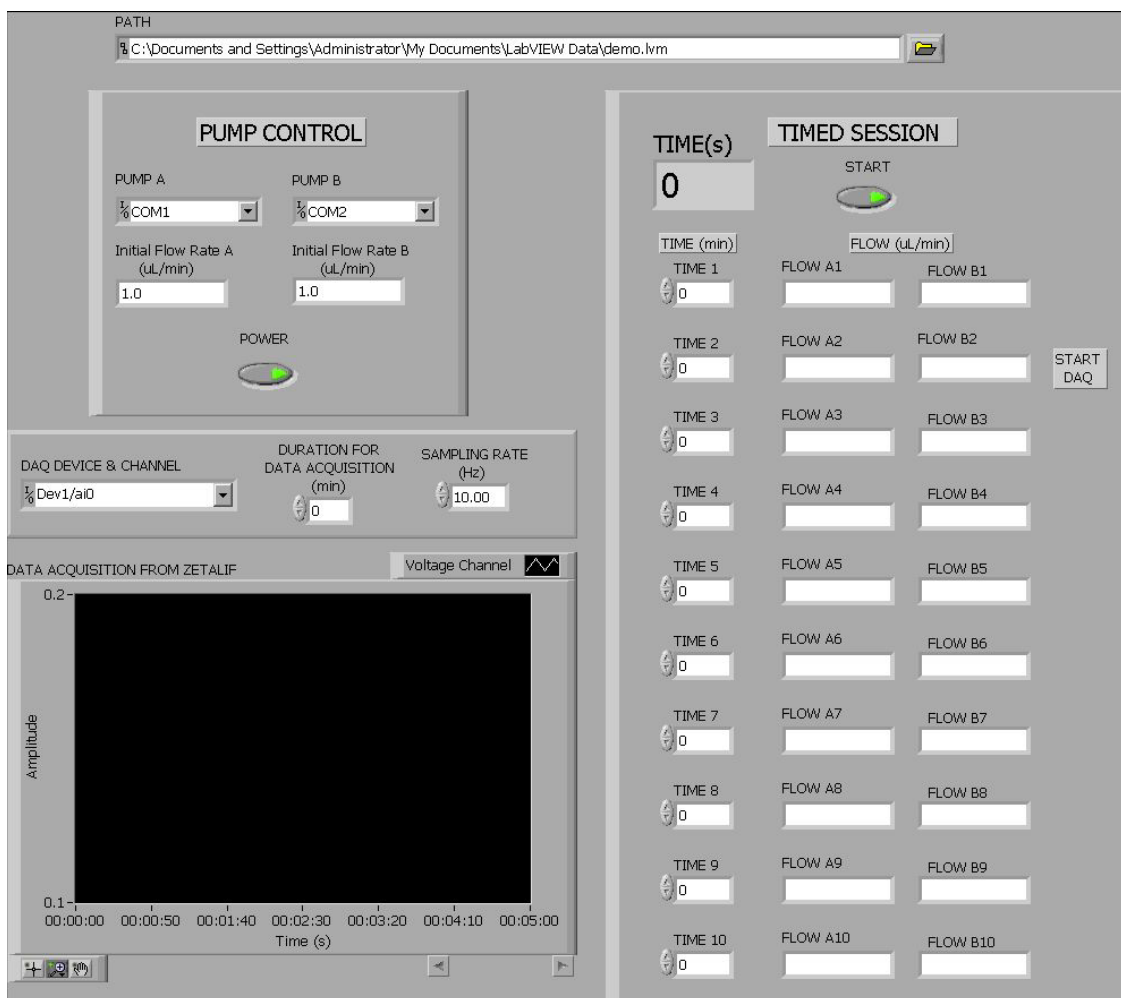 PATH
C:\Documents and Settings\Administrator\My Documents\LabVIEW Data\demo.lvm
PUMP CONTROL
PUMP A
PUMP B
COM1
COM2
Initial Flow Rate A
(uL/min)
Initial Flow Rate B
(uL/min)
1.0
1.0
POWER
DAQ DEVICE & CHANNEL
Dev1/ai0
DURATION FOR
DATA ACQUISITION
(min)
0
SAMPLING RATE
(Hz)
10.00
DATA ACQUISITION FROM ZETALIF
Voltage Channel
0.2
Amplitude
0.1
00:00:00 00:00:50 00:01:40 00:02:30 00:03:20 00:04:10 00:05:00
Time (s)
TIME(s)
0
TIMED SESSION
START
TIME (min)
FLOW (uL/min)
TIME 1 FLOW A1 FLOW B1
0
TIME 2 FLOW A2 FLOW B2
0
START
DAQ
TIME 3 FLOW A3 FLOW B3
0
TIME 4 FLOW A4 FLOW B4
0
TIME 5 FLOW A5 FLOW B5
0
TIME 6 FLOW A6 FLOW B6
0
TIME 7 FLOW A7 FLOW B7
0
TIME 8 FLOW A8 FLOW B8
0
TIME 9 FLOW A9 FLOW B9
0
TIME 10 FLOW A10 FLOW B10
0